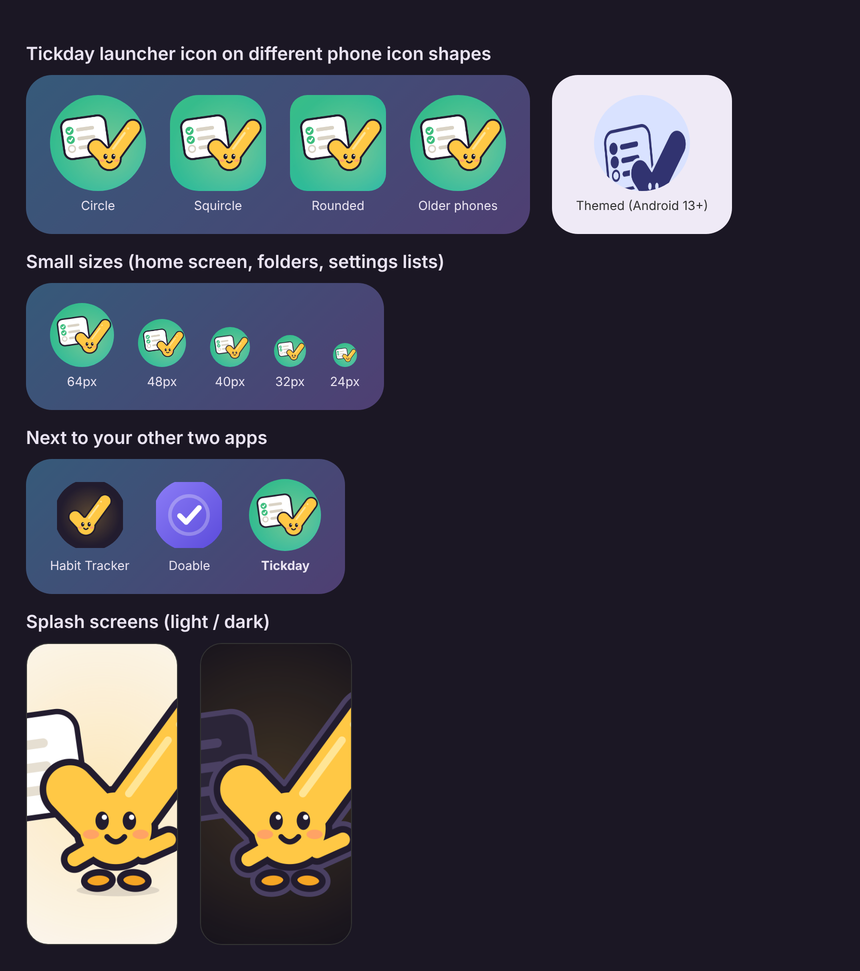 Tickday launcher icon on different phone icon shapes
Circle
Squircle
Rounded
Older phones
Themed (Android 13+)
Small sizes (home screen, folders, settings lists)
64px
48px
40px
32px
24px
Next to your other two apps
Habit Tracker
Doable
Tickday
Splash screens (light / dark)